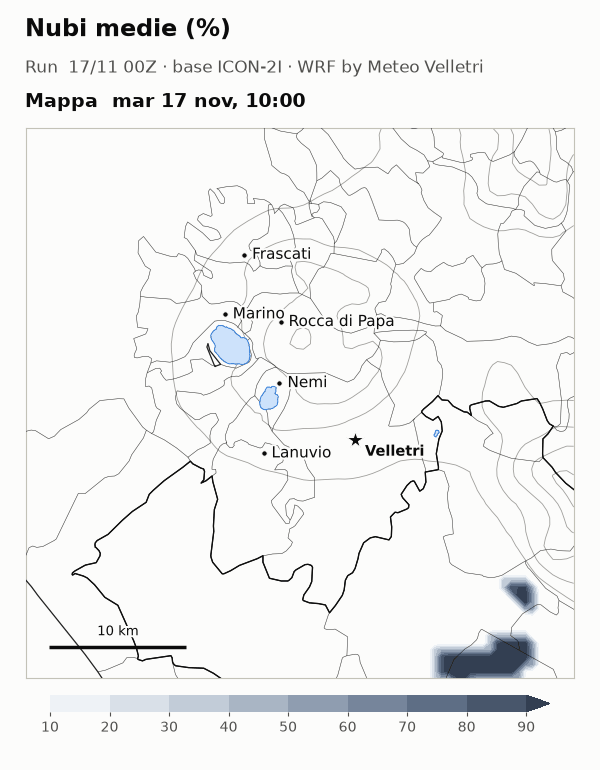 Nubi medie (%)
Run  17/11 00Z · base ICON-2I · WRF by Meteo Velletri
Mappa  mar 17 nov, 10:00
Frascati
Marino
Rocca di Papa
Nemi
Velletri
Lanuvio
10 km
10 20 30 40 50 60 70 80 90